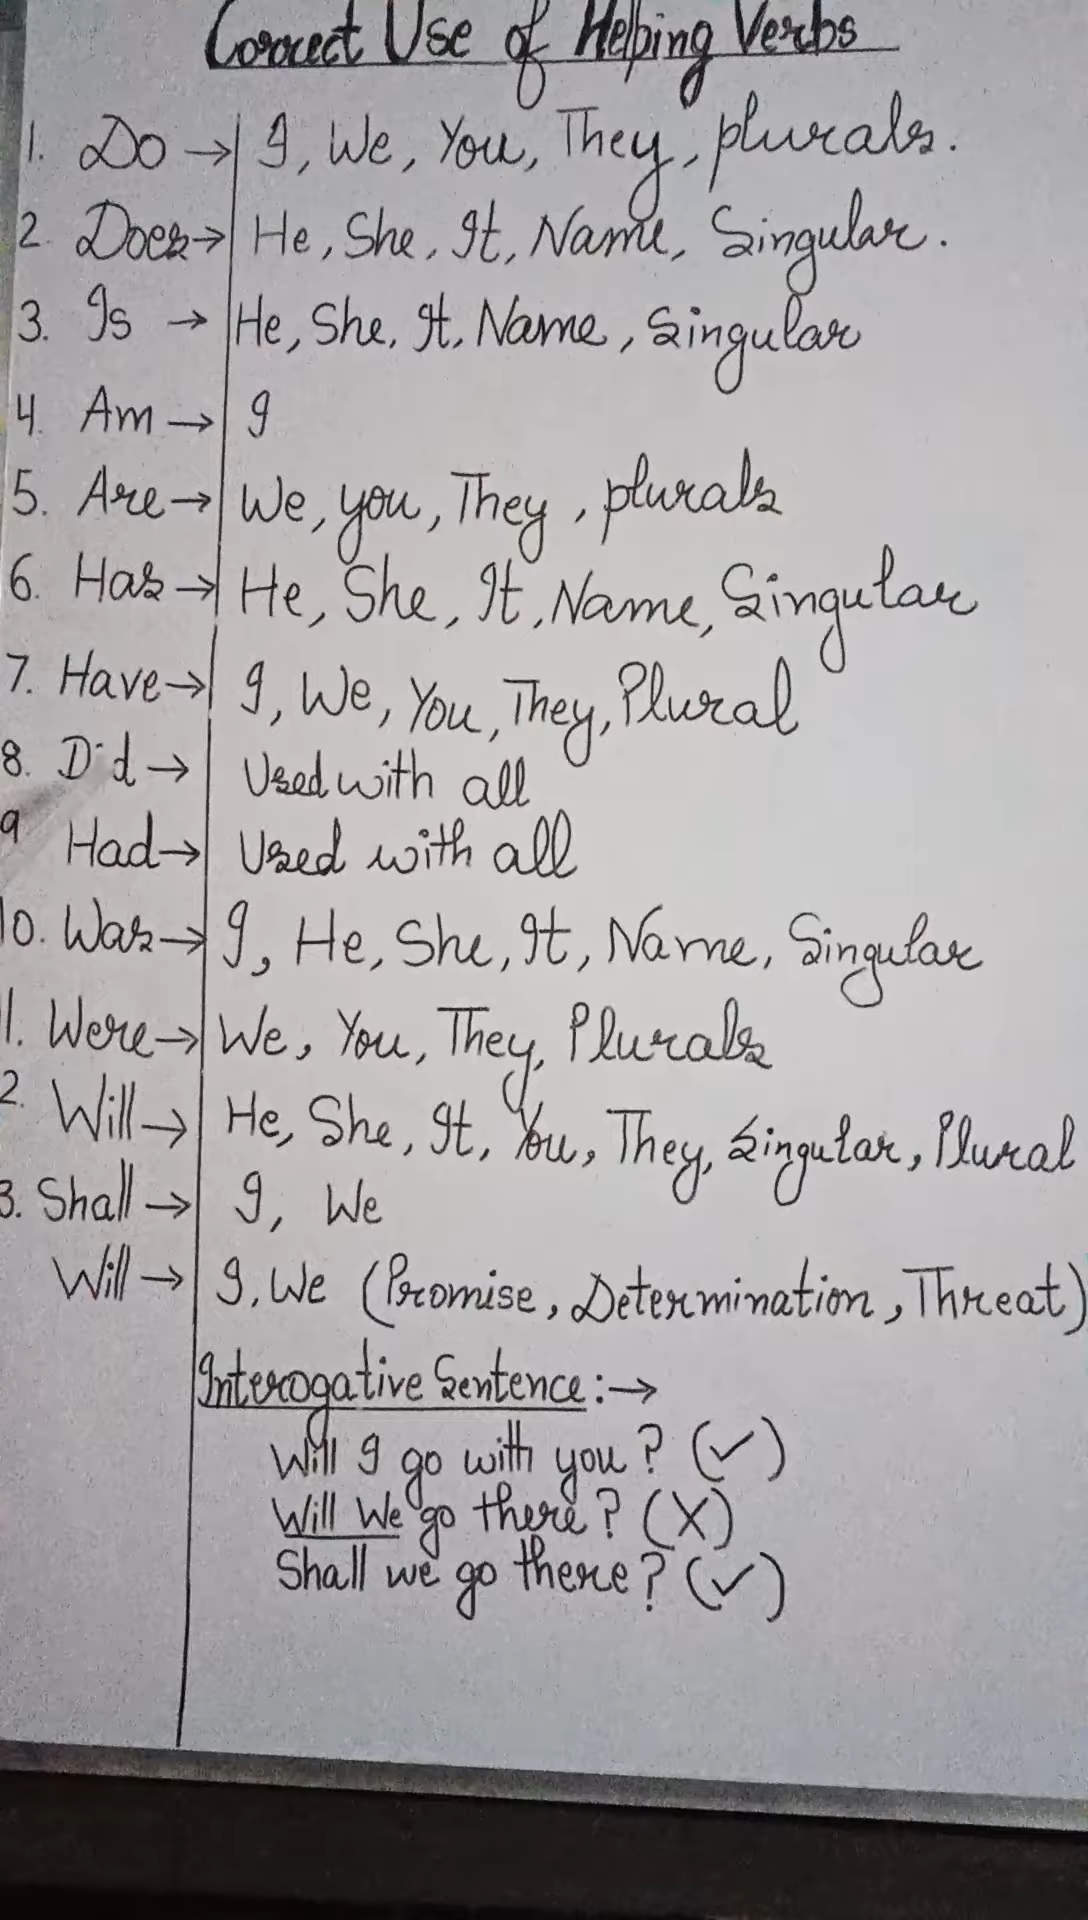 Correct Use of Helping Verbs
1. Do → I, We, You, They, plurals.
2. Does → He, She, It, Name, Singular.
3. Is → He, She, It, Name, Singular
4. Am → I
5. Are → We, you, They, plurals
6. Has → He, She, It, Name, Singular
7. Have → I, We, You, They, Plural
8. Did → Used with all
9 Had → Used with all
10. Was → I, He, She, It, Name, Singular
11. Were → We, You, They, Plurals
2. Will → He, She, It, You, They, Singular, Plural
3. Shall → I, We
Will → I, We (Promise, Determination, Threat)
Interogative Sentence :→
Will I go with you? (✓)
Will We go there? (X)
Shall we go there? (✓)